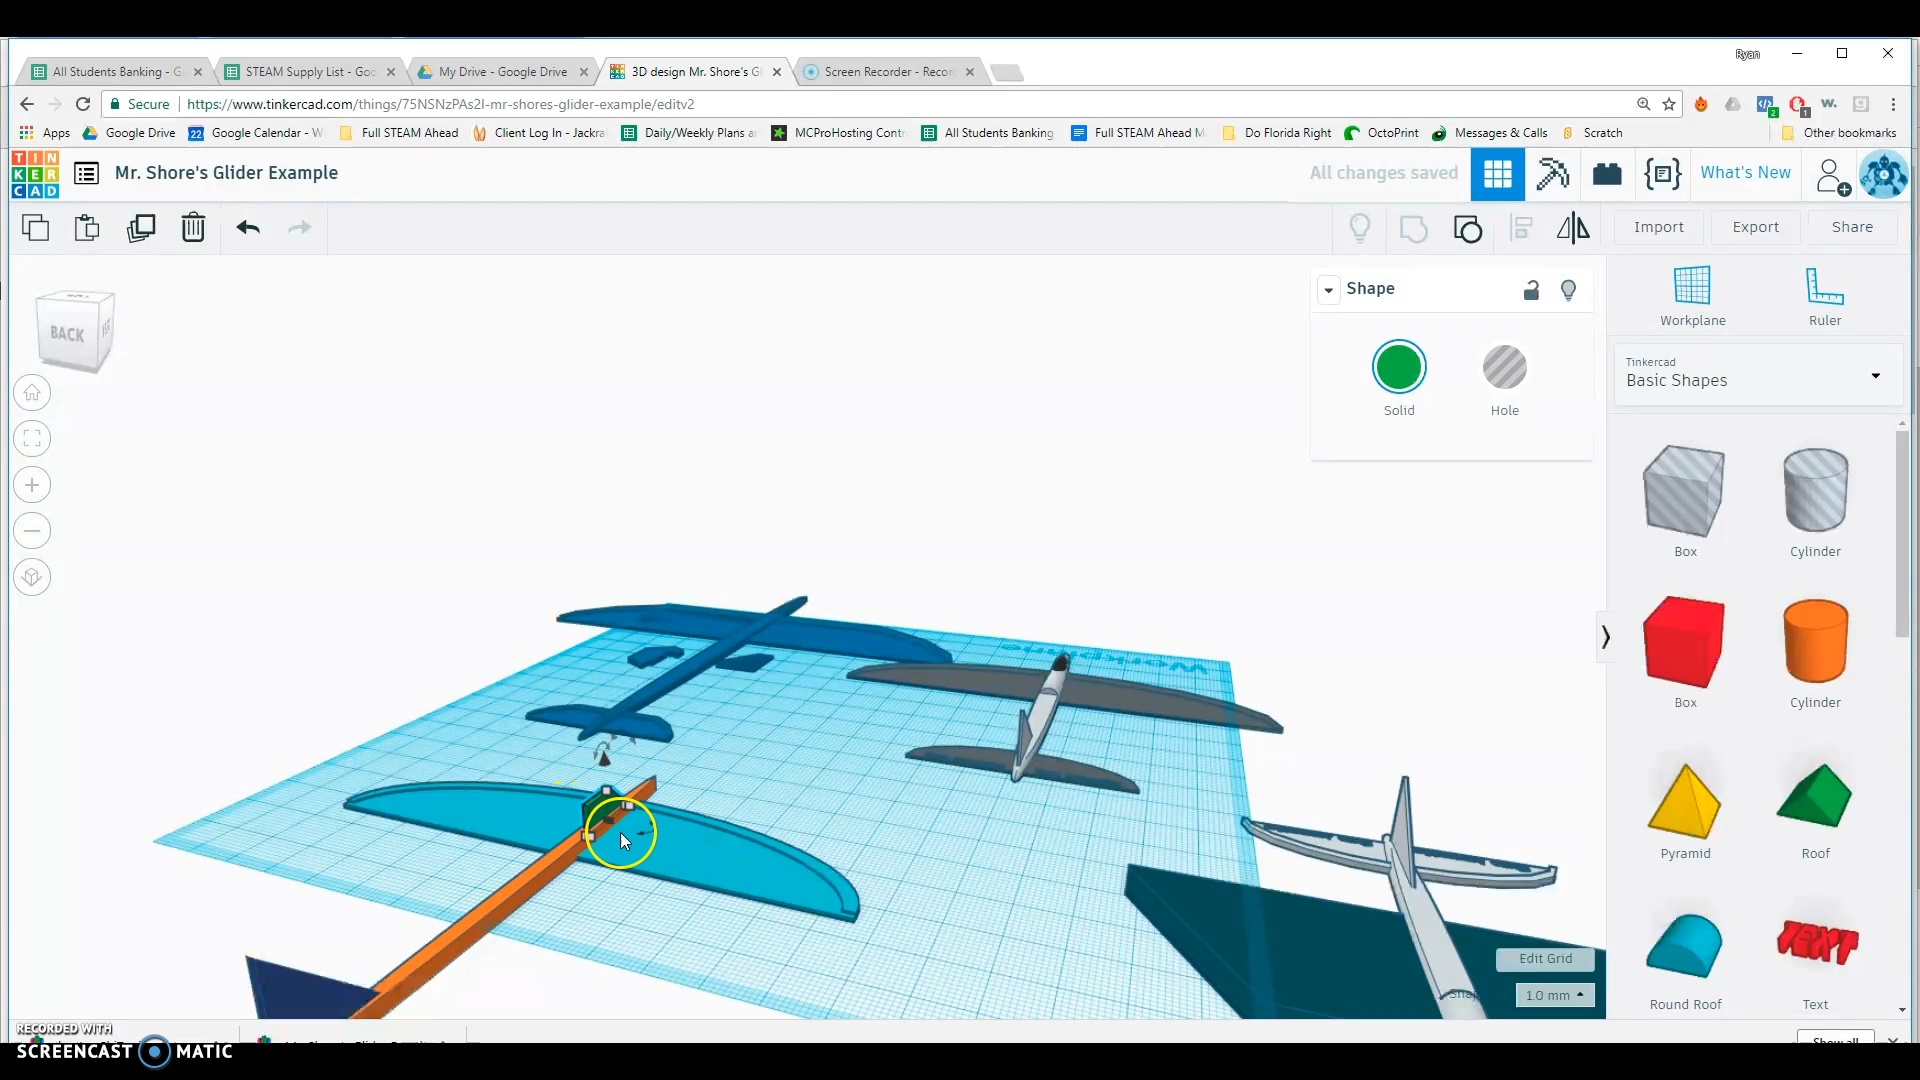 Ryan
All Students Banking - G
STEAM Supply List - Goo
My Drive - Google Drive
3D design Mr. Shore's Gl
Screen Recorder - Recor
Secure | https://www.tinkercad.com/things/75NSNzPAs2I-mr-shores-glider-example/editv2
Apps
Google Drive
Google Calendar - W
Full STEAM Ahead
Client Log In - Jackra
Daily/Weekly Plans a
MCProHosting Cont
All Students Banking
Full STEAM Ahead M
Do Florida Right
OctoPrint
Messages & Calls
Scratch
Other bookmarks
TIN
KER
CAD
Mr. Shore's Glider Example
All changes saved
What's New
Import
Export
Share
BACK
Shape
Solid
Hole
Workplane
Ruler
Tinkercad
Basic Shapes
Box
Cylinder
Box
Cylinder
Pyramid
Roof
Round Roof
Text
TEXT
Workplane
Edit Grid
1.0 mm
RECORDED WITH
SCREENCAST MATIC
Show all